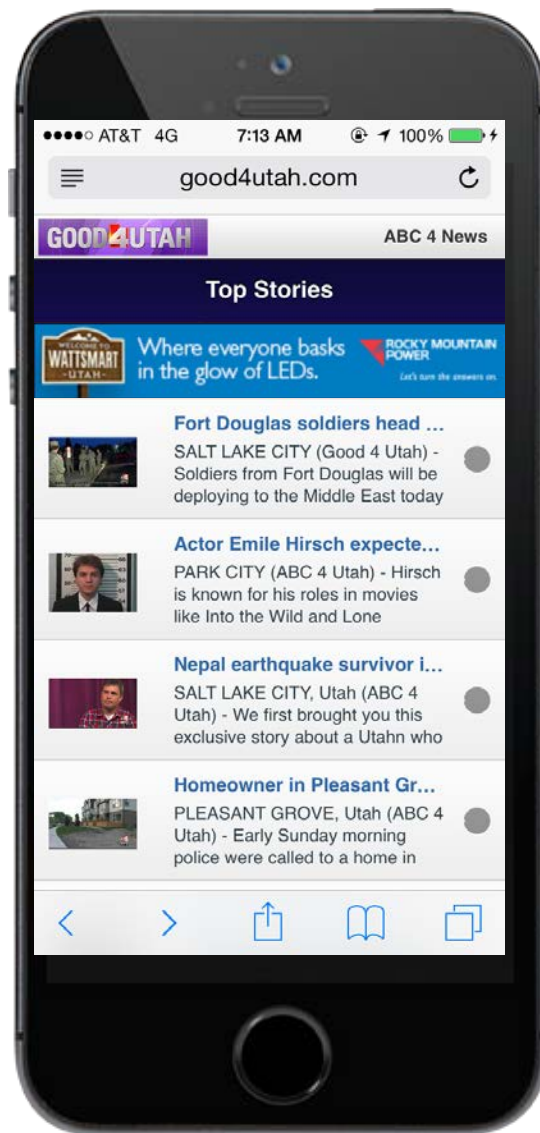 AT&T 4G 7:13 AM 100%
good4utah.com
GOOD4UTAH ABC 4 News
Top Stories
WELCOME TO
WATTSMART
-UTAH-
Where everyone basks
in the glow of LEDs.
ROCKY MOUNTAIN
POWER
Let's turn the answers on.
Fort Douglas soldiers head ...
SALT LAKE CITY (Good 4 Utah) -
Soldiers from Fort Douglas will be
deploying to the Middle East today
Actor Emile Hirsch expecte...
PARK CITY (ABC 4 Utah) - Hirsch
is known for his roles in movies
like Into the Wild and Lone
Nepal earthquake survivor i...
SALT LAKE CITY, Utah (ABC 4
Utah) - We first brought you this
exclusive story about a Utahn who
Homeowner in Pleasant Gr...
PLEASANT GROVE, Utah (ABC 4
Utah) - Early Sunday morning
police were called to a home in